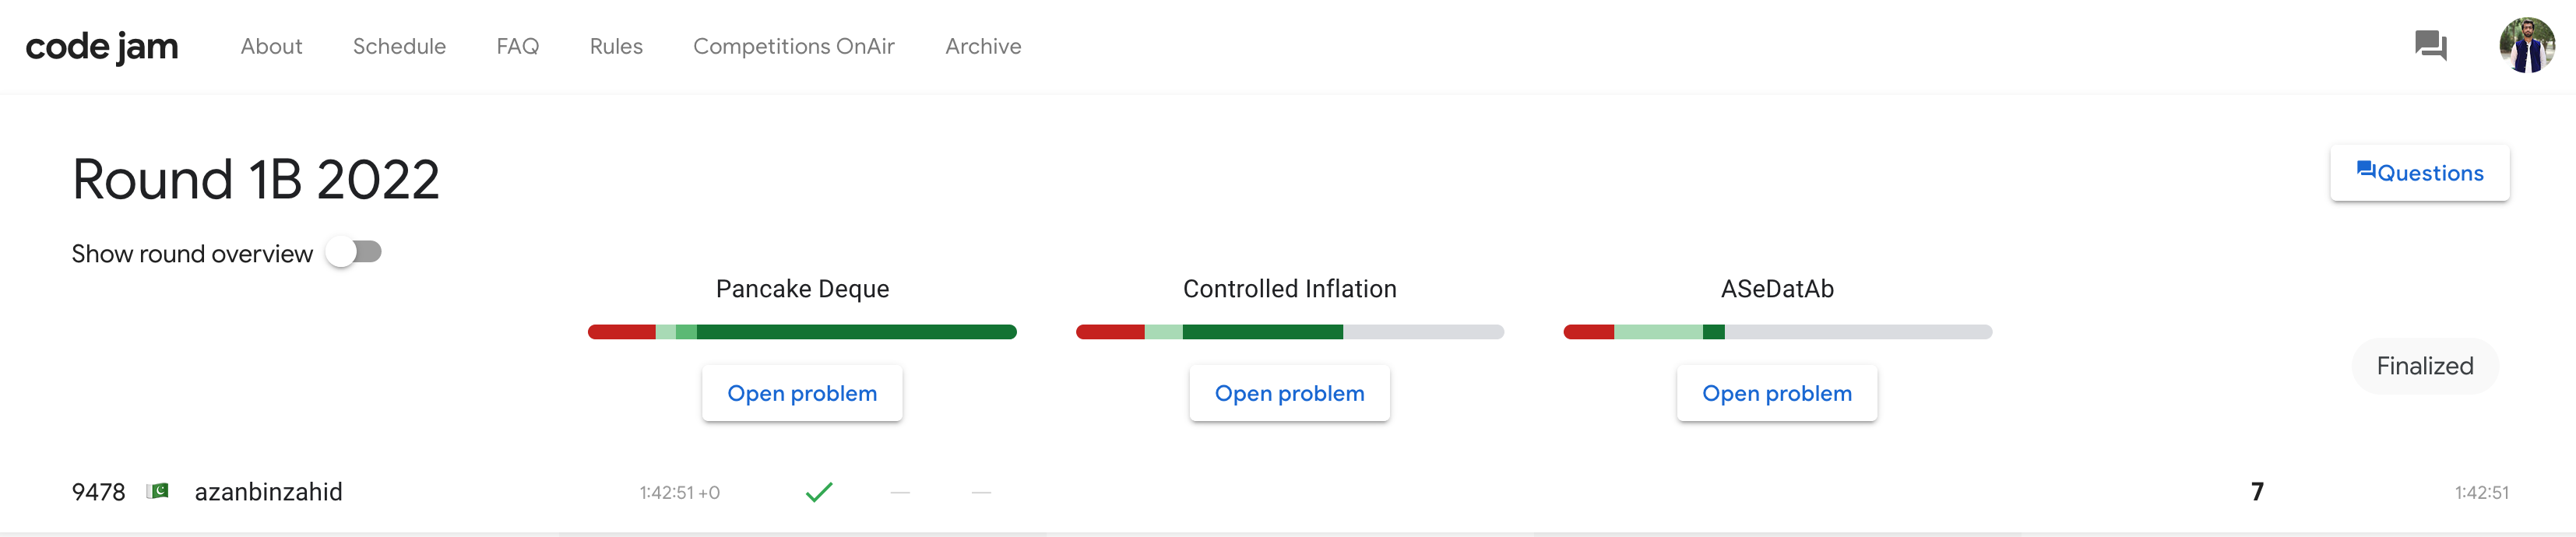 code jam About Schedule FAQ Rules Competitions OnAir Archive
Round 1B 2022
Questions
Show round overview
Pancake Deque Controlled Inflation ASeDatAb
Finalized
Open problem Open problem Open problem
9478 azanbinzahid 1:42:51 +0 — — 7 1:42:51